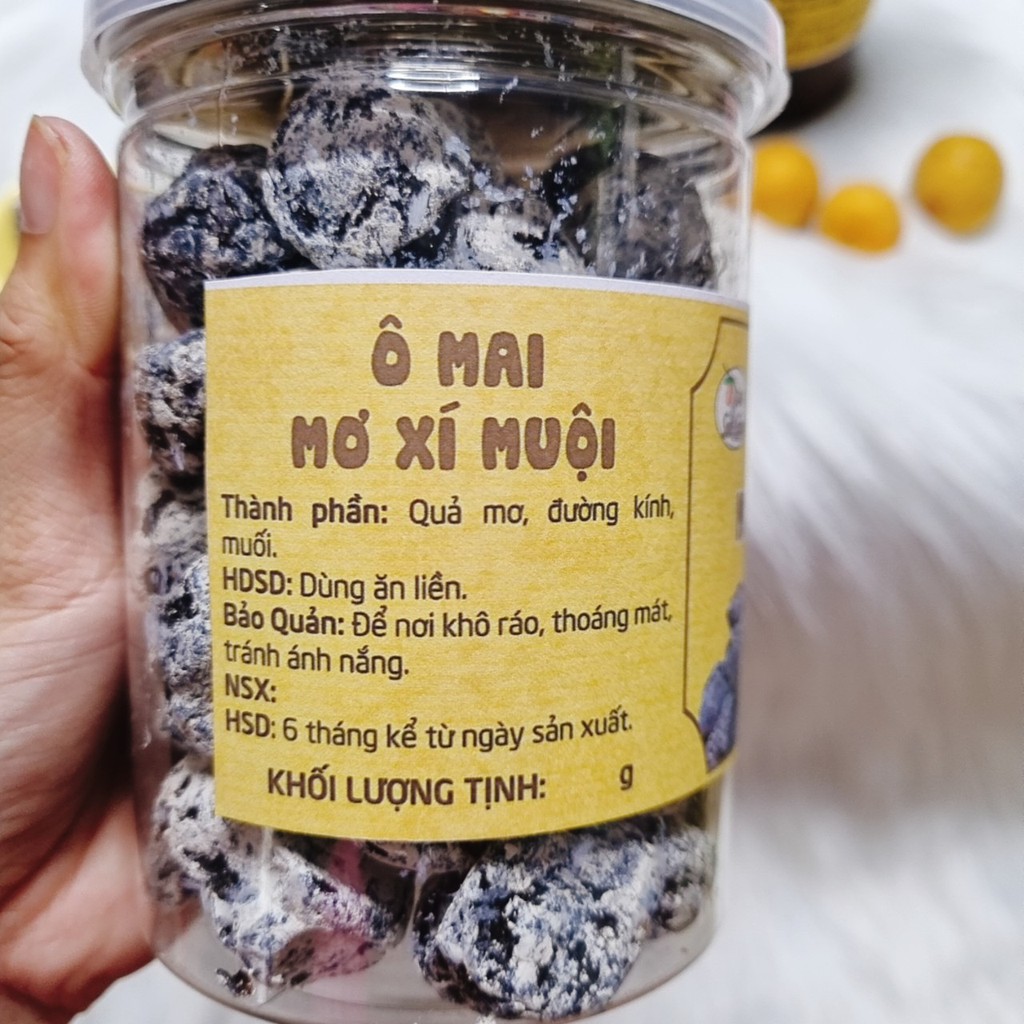 Ô MAI
MƠ XÍ MUỘI
Thành phần: Quả mơ, đường kính,
muối.
HDSD: Dùng ăn liền.
Bảo Quản: Để nơi khô ráo, thoáng mát,
tránh ánh nắng.
NSX:
HSD: 6 tháng kể từ ngày sản xuất.
KHỐI LƯỢNG TỊNH: g